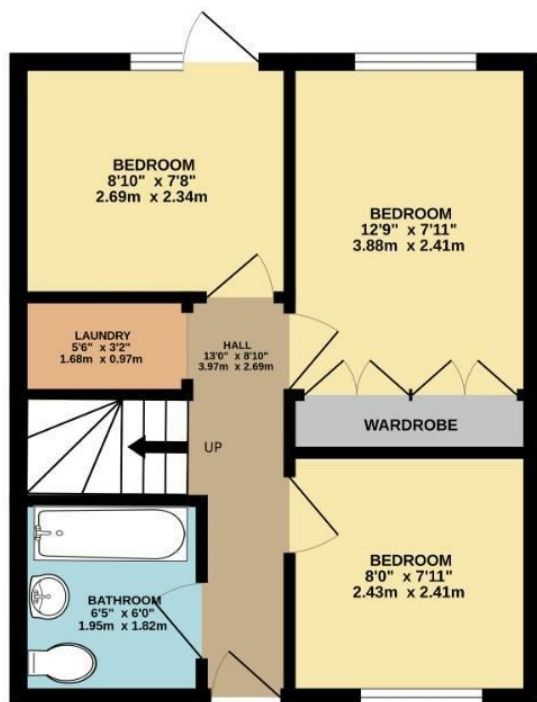 BEDROOM
8'10" x 7'8"
2.69m x 2.34m
BEDROOM
12'9" x 7'11"
3.88m x 2.41m
LAUNDRY
5'6" x 3'2"
1.68m x 0.97m
HALL
13'0" x 8'10"
3.97m x 2.69m
WARDROBE
UP
BEDROOM
8'0" x 7'11"
2.43m x 2.41m
BATHROOM
6'5" x 6'0"
1.95m x 1.82m